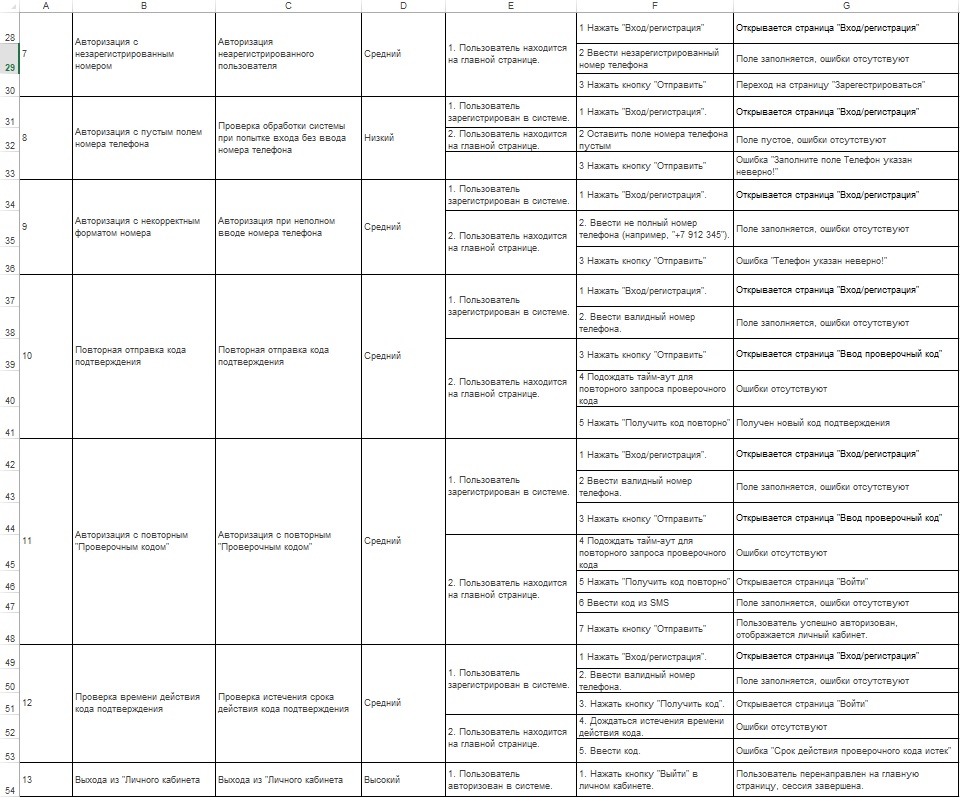 A B C D E F G
28
29
30
7
Авторизация с
незарегистрированным
номером
Авторизация
неарегистрированного
пользователя
Средний
1. Пользователь находится
на главной странице.
1 Нажать "Вход/регистрация"
Открывается страница "Вход/регистрация"
2 Ввести незарегистрированный
номер телефона
Поле заполняется, ошибки отсутствуют
3 Нажать кнопку "Отправить"
Переход на страницу "Зарегестрироваться"
31
32
33
8
Авторизация с пустым полем
номера телефона
Проверка обработки системы
при попытке входа без ввода
номера телефона
Низкий
1. Пользователь
зарегистрирован в системе.
2. Пользователь находится
на главной странице.
1 Нажать "Вход/регистрация".
Открывается страница "Вход/регистрация"
2 Оставить поле номера телефона
пустым
Поле пустое, ошибки отсутствуют
3 Нажать кнопку "Отправить"
Ошибка "Заполните поле Телефон указан
неверно!"
34
35
36
9
Авторизация с некорректным
форматом номера
Авторизация при неполном
вводе номера телефона
Средний
1. Пользователь
зарегистрирован в системе.
2. Пользователь находится
на главной странице.
1 Нажать "Вход/регистрация".
Открывается страница "Вход/регистрация"
2. Ввести не полный номер
телефона (например, "+7 912 345").
Поле заполняется, ошибки отсутствуют
3 Нажать кнопку "Отправить"
Ошибка "Телефон указан неверно!"
37
38
39
40
41
10
Повторная отправка кода
подтверждения
Повторная отправка кода
подтверждения
Средний
1. Пользователь
зарегистрирован в системе.
2. Пользователь находится
на главной странице.
1 Нажать "Вход/регистрация".
Открывается страница "Вход/регистрация"
2. Ввести валидный номер
телефона.
Поле заполняется, ошибки отсутствуют
3 Нажать кнопку "Отправить"
Открывается страница "Ввод проверочный код"
4 Подождать тайм-аут для
повторного запроса проверочного
кода
Ошибки отсутствуют
5 Нажать "Получить код повторно"
Получен новый код подтверждения
42
43
44
45
46
47
48
11
Авторизация с повторным
"Проверочным кодом"
Авторизация с повторным
"Проверочным кодом"
Средний
1. Пользователь
зарегистрирован в системе.
2. Пользователь находится
на главной странице.
1 Нажать "Вход/регистрация".
Открывается страница "Вход/регистрация"
2 Ввести валидный номер
телефона.
Поле заполняется, ошибки отсутствуют
3 Нажать кнопку "Отправить"
Открывается страница "Ввод проверочный код"
4 Подождать тайм-аут для
повторного запроса проверочного
кода
Ошибки отсутствуют
5 Нажать "Получить код повторно"
Открывается страница "Войти"
6 Ввести код из SMS
Поле заполняется, ошибки отсутствуют
7 Нажать кнопку "Отправить"
Пользователь успешно авторизован,
отображается личный кабинет.
49
50
51
52
53
12
Проверка времени действия
кода подтверждения
Проверка истечения срока
действия кода подтверждения
Средний
1. Пользователь
зарегистрирован в системе.
2. Пользователь находится
на главной странице.
1 Нажать "Вход/регистрация".
Открывается страница "Вход/регистрация"
2. Ввести валидный номер
телефона.
Поле заполняется, ошибки отсутствуют
3. Нажать кнопку "Получить код".
Открывается страница "Войти"
4. Дождаться истечения времени
действия кода.
Ошибки отсутствуют
5. Ввести код.
Ошибка "Срок действия проверочного кода истек"
54
13
Выхода из "Личного кабинета
Выхода из "Личного кабинета
Высокий
1. Пользователь
авторизован в системе.
1. Нажать кнопку "Выйти" в
личном кабинете.
Пользователь перенаправлен на главную
страницу, сессия завершена.